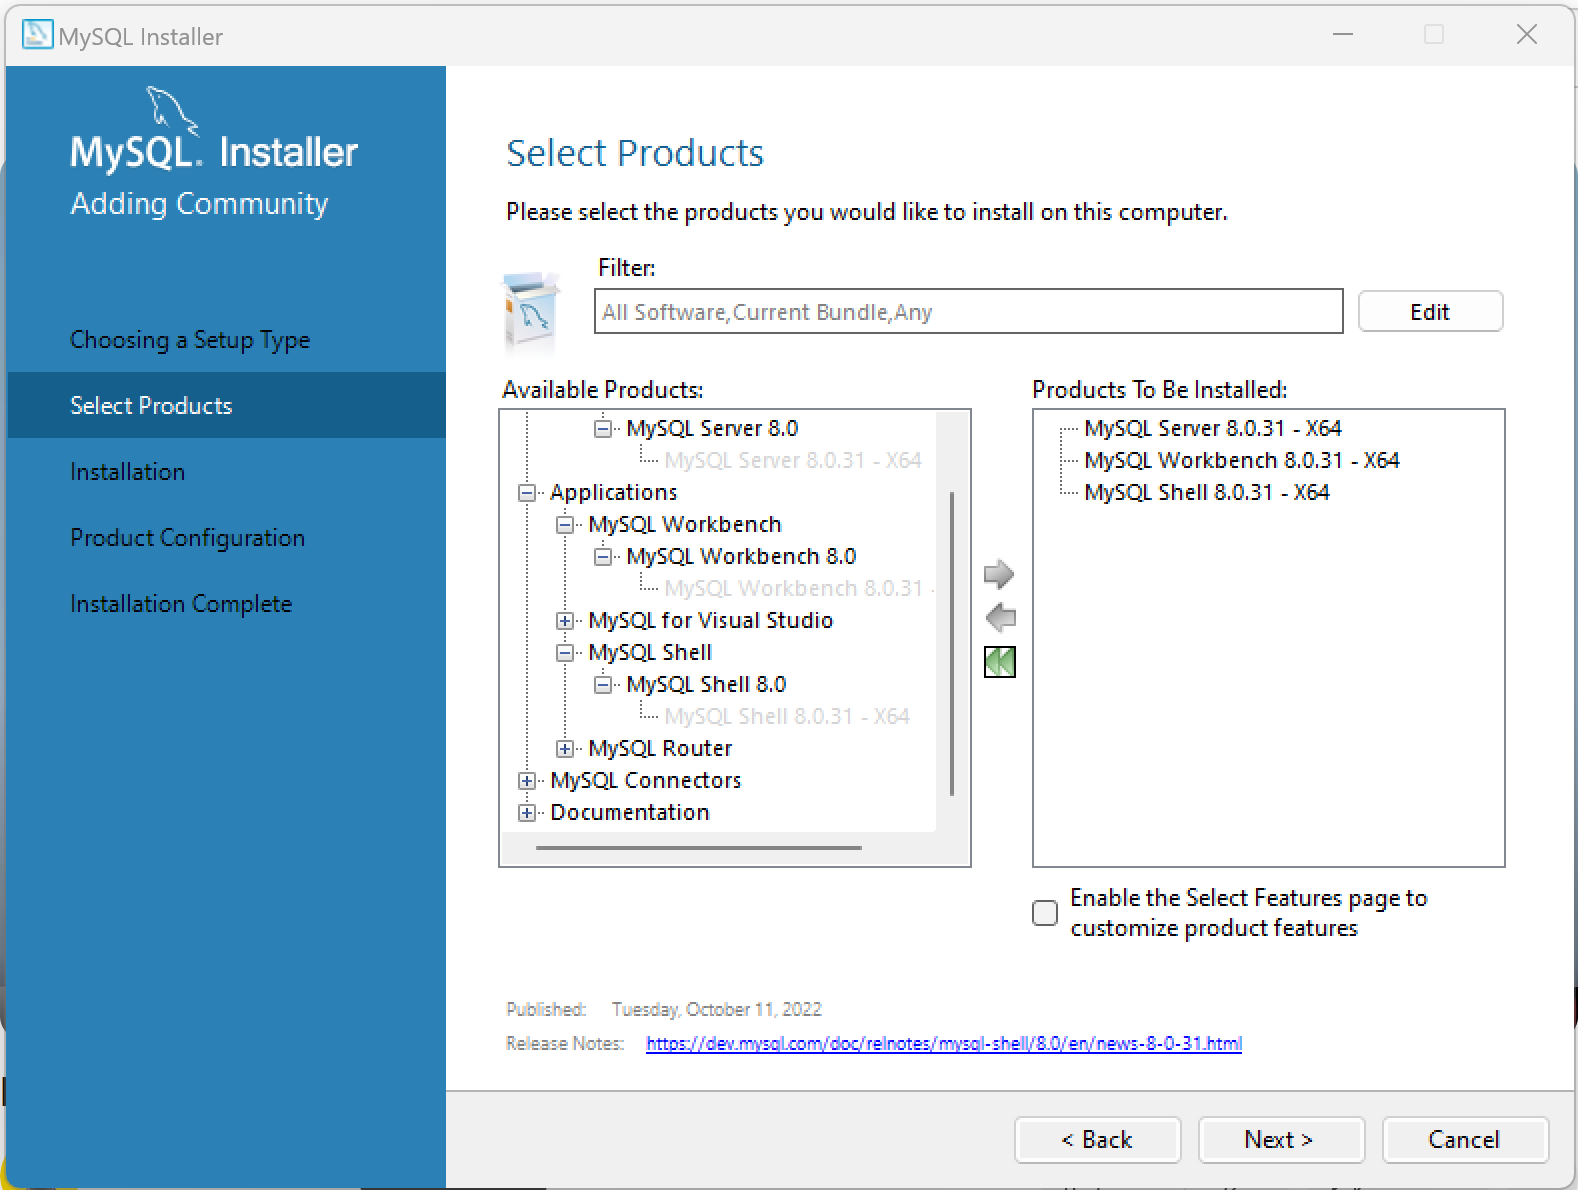 MySQL Installer
MySQL. Installer
Adding Community
Choosing a Setup Type
Select Products
Installation
Product Configuration
Installation Complete
Select Products
Please select the products you would like to install on this computer.
Filter:
All Software,Current Bundle,Any
Edit
Available Products:
MySQL Server 8.0
MySQL Server 8.0.31 - X64
Applications
MySQL Workbench
MySQL Workbench 8.0
MySQL Workbench 8.0.31 -
MySQL for Visual Studio
MySQL Shell
MySQL Shell 8.0
MySQL Shell 8.0.31 - X64
MySQL Router
MySQL Connectors
Documentation
Products To Be Installed:
MySQL Server 8.0.31 - X64
MySQL Workbench 8.0.31 - X64
MySQL Shell 8.0.31 - X64
Enable the Select Features page to
customize product features
Published: Tuesday, October 11, 2022
Release Notes: https://dev.mysql.com/doc/relnotes/mysql-shell/8.0/en/news-8-0-31.html
< Back
Next >
Cancel